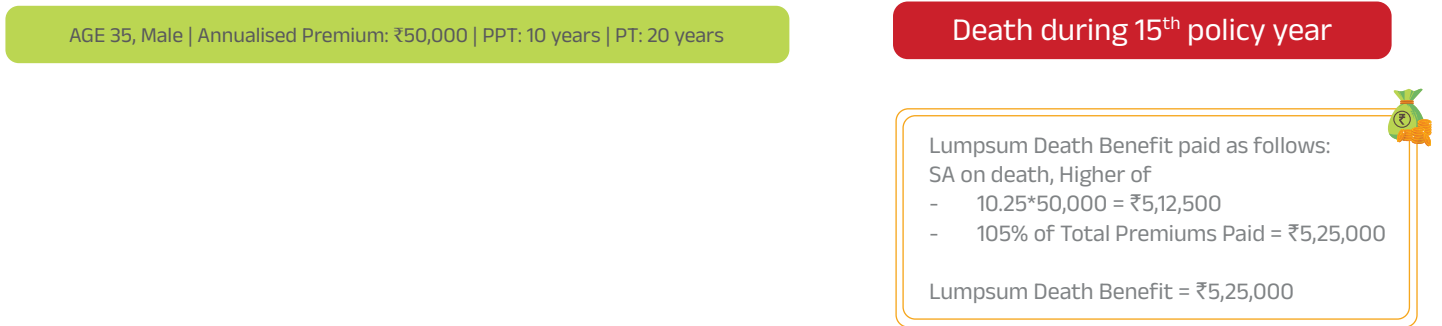 AGE 35, Male | Annualised Premium: ₹50,000 | PPT: 10 years | PT: 20 years
Death during 15th policy year
₹
Lumpsum Death Benefit paid as follows:
SA on death, Higher of
- 10.25*50,000 = ₹5,12,500
- 105% of Total Premiums Paid = ₹5,25,000
Lumpsum Death Benefit = ₹5,25,000